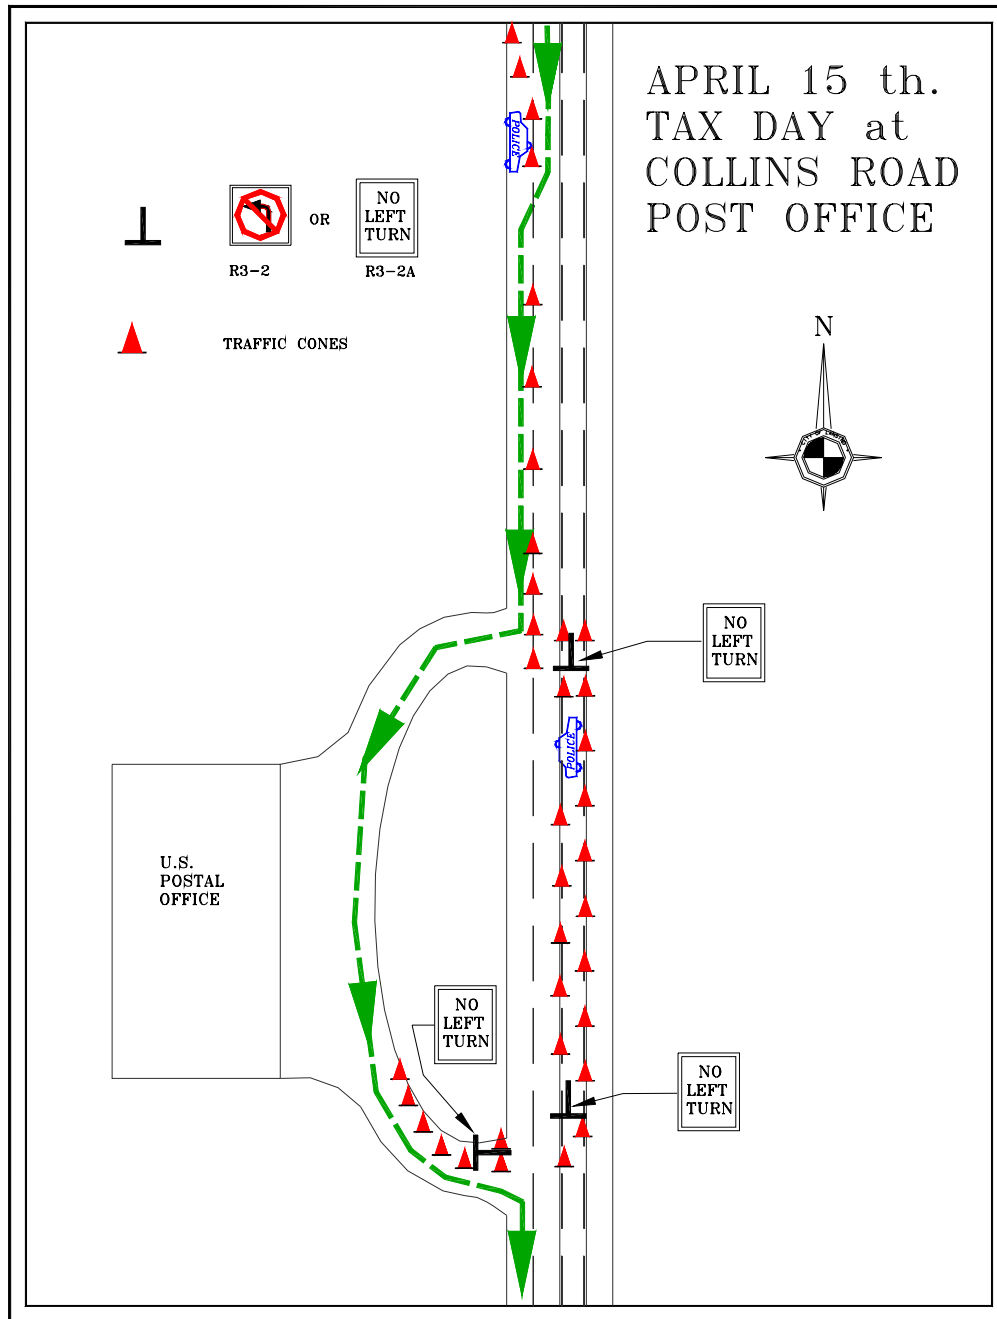 APRIL 15 th.
TAX DAY at
COLLINS ROAD
POST OFFICE
POLICE
NO
LEFT
TURN
OR
R3-2
R3-2A
TRAFFIC CONES
N
NO
LEFT
TURN
POLICE
U.S.
POSTAL
OFFICE
NO
LEFT
TURN
NO
LEFT
TURN